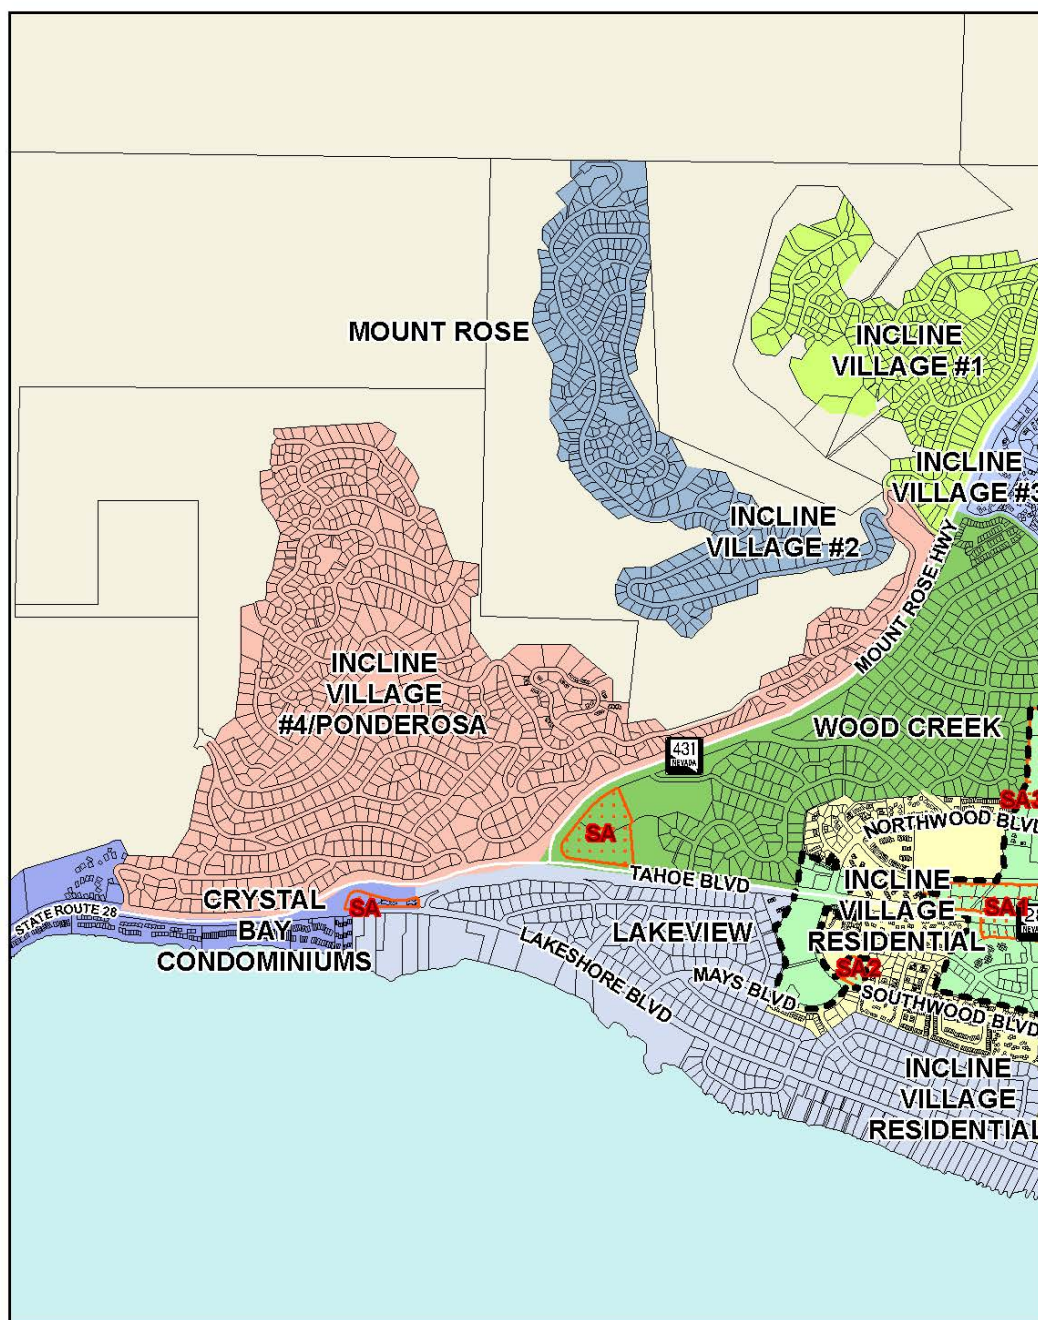 MOUNT ROSE
INCLINE
VILLAGE #1
INCLINE
VILLAGE #3
INCLINE
VILLAGE #2
MOUNT ROSE HWY
INCLINE
VILLAGE
#4/PONDEROSA
WOOD CREEK
431
NEVADA
SA3
NORTHWOOD BLVD
SA
TAHOE BLVD
INCLINE
VILLAGE
RESIDENTIAL
SA1
28
SA2
SOUTHWOOD BLVD
CRYSTAL
BAY
CONDOMINIUMS
SA
STATE ROUTE 28
LAKEVIEW
LAKESHORE BLVD
MAYS BLVD
INCLINE
VILLAGE
RESIDENTIAL